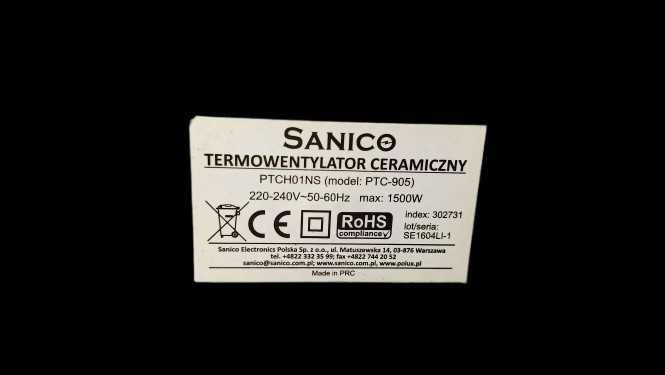 SANICO
TERMOWENTYLATOR CERAMICZNY
PTCH01NS (model: PTC-905)
220-240V~50-60Hz max: 1500W
index: 302731
lot/seria:
SE1604LI-1
CE
RoHS
compliance
Sanico Electronics Polska Sp. z o.o., ul. Matuszewska 14, 03-876 Warszawa
tel. +4822 332 35 99; fax +4822 744 20 52
sanico@sanico.com.pl; www.sanico.com.pl, www.polux.pl
Made in PRC